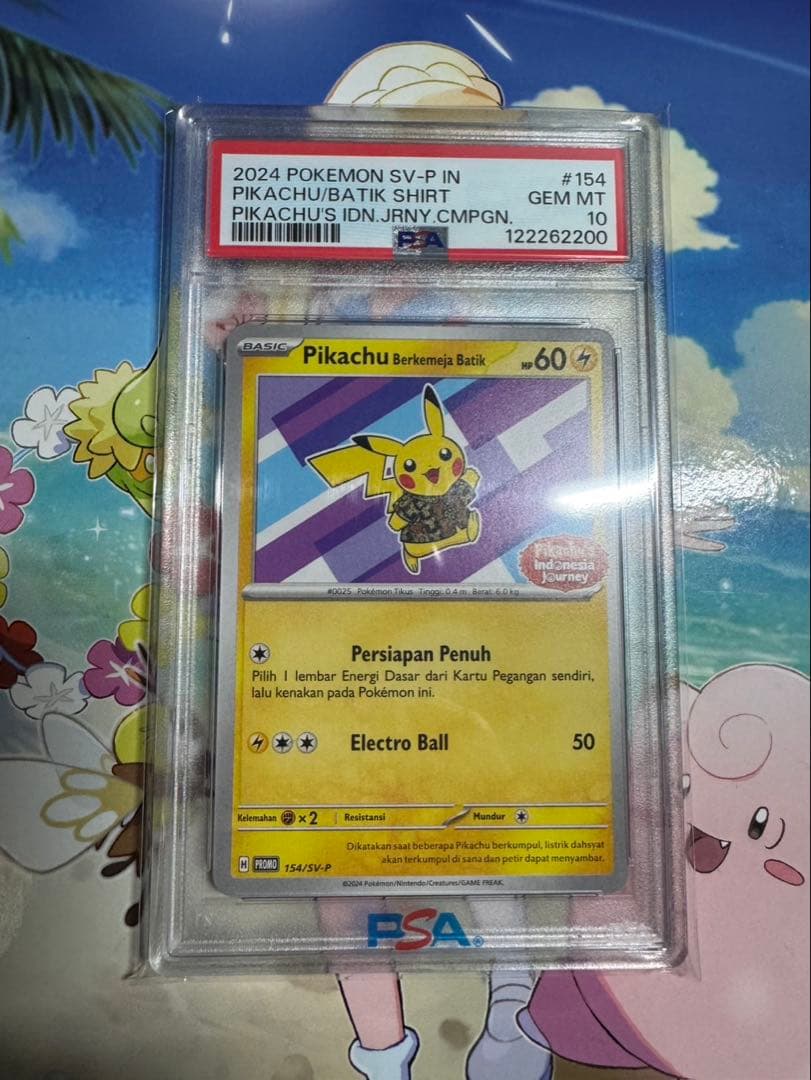 2024 POKEMON SV-P IN #154
PIKACHU/BATIK SHIRT GEM MT
PIKACHU'S IDN.JRNY.CMPGN. 10
PSA 122262200
BASIC Pikachu Berkemeja Batik HP 60
Pikachu's
Indonesia
Journey
#0025 Pokémon Tikus Tinggi: 0.4 m Berat: 6.0 kg
Persiapan Penuh
Pilih 1 lembar Energi Dasar dari Kartu Pegangan sendiri,
lalu kenakan pada Pokémon ini.
Electro Ball 50
Kelemahan ×2 Resistansi Mundur
Dikatakan saat beberapa Pikachu berkumpul, listrik dahsyat
akan terkumpul di sana dan petir dapat menyambar.
H PROMO 154/SV-P
©2024 Pokémon/Nintendo/Creatures/GAME FREAK.
PSA®